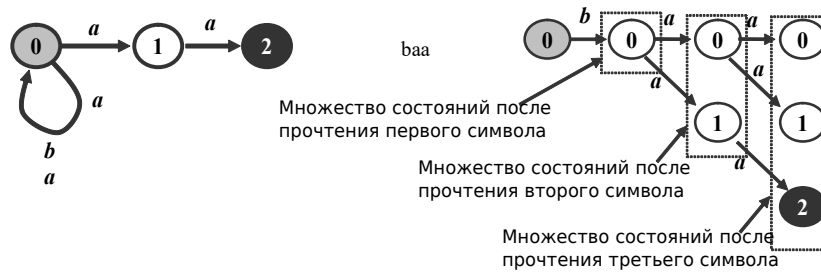 a
a
0
1
2
a
b
a
baa
b
a
a
0
0
0
0
a
a
1
1
a
2
Множество состояний после
прочтения первого символа
Множество состояний после
прочтения второго символа
Множество состояний после
прочтения третьего символа